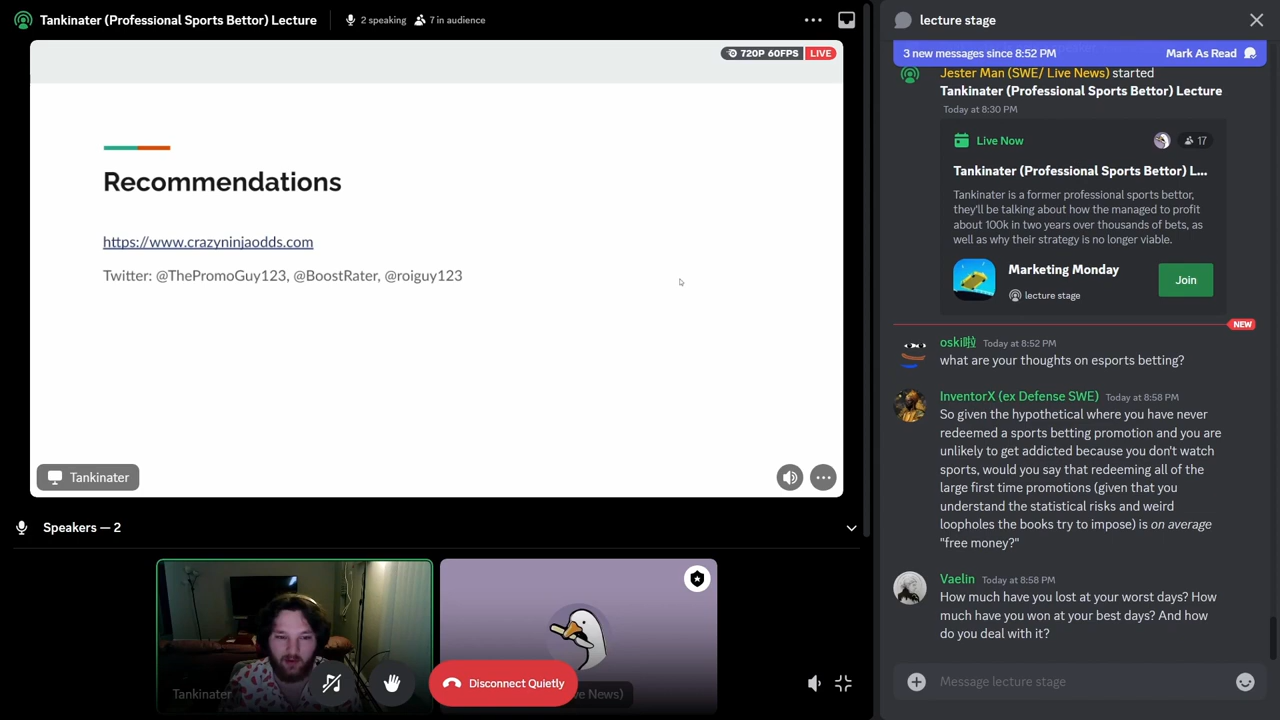 Tankinater (Professional Sports Bettor) Lecture
2 speaking
7 in audience
720P 60FPS
LIVE
Recommendations
https://www.crazyninjaodds.com
Twitter: @ThePromoGuy123, @BoostRater, @roiguy123
Tankinater
Speakers — 2
Tankinater
e News)
Disconnect Quietly
lecture stage
3 new messages since 8:52 PM
Mark As Read
Jester Man (SWE/ Live News) started
Tankinater (Professional Sports Bettor) Lecture
Today at 8:30 PM
Live Now
17
Tankinater (Professional Sports Bettor) L...
Tankinater is a former professional sports bettor,
they'll be talking about how the managed to profit
about 100k in two years over thousands of bets, as
well as why their strategy is no longer viable.
Marketing Monday
lecture stage
Join
NEW
oski啦 Today at 8:52 PM
what are your thoughts on esports betting?
InventorX (ex Defense SWE) Today at 8:58 PM
So given the hypothetical where you have never
redeemed a sports betting promotion and you are
unlikely to get addicted because you don't watch
sports, would you say that redeeming all of the
large first time promotions (given that you
understand the statistical risks and weird
loopholes the books try to impose) is on average
"free money?"
Vaelin Today at 8:58 PM
How much have you lost at your worst days? How
much have you won at your best days? And how
do you deal with it?
Message lecture stage